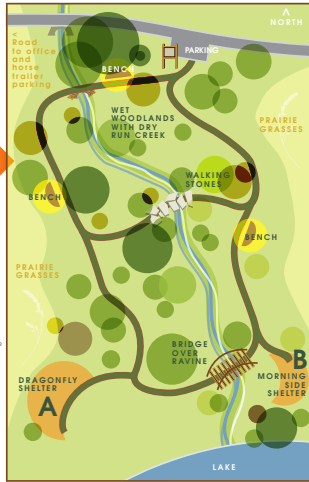 NORTH
< Road
to office
and
horse
trailer
parking
PARKING
BENCH
WET
WOODLANDS
WITH DRY
RUN CREEK
PRAIRIE
GRASSES
WALKING
STONES
BENCH
BENCH
PRAIRIE
GRASSES
BRIDGE
OVER
RAVINE
DRAGONFLY
SHELTER
A
B
MORNING
SIDE
SHELTER
LAKE